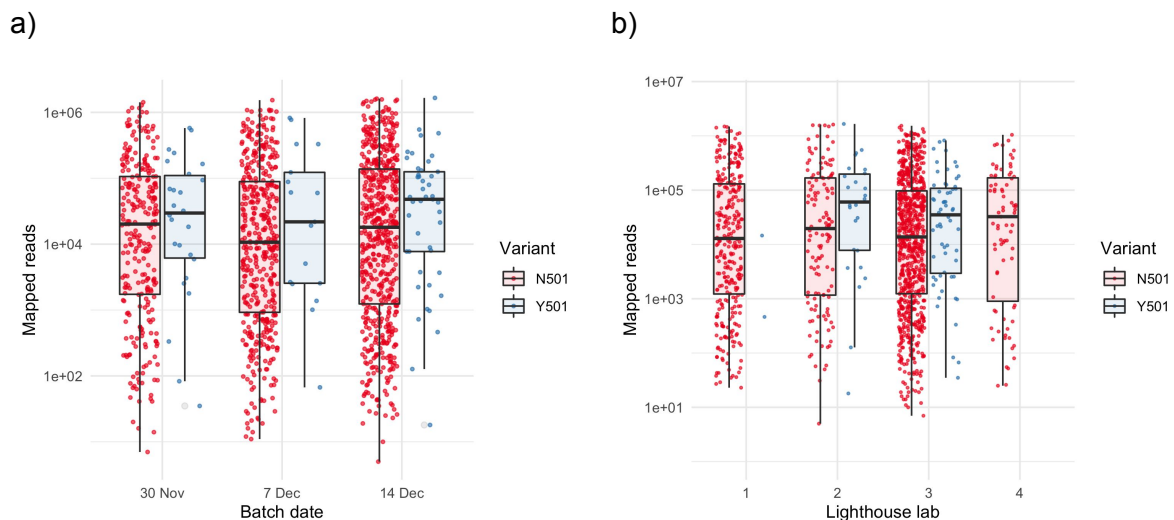 a)
1e+06
1e+04
1e+02
Mapped reads
30 Nov
7 Dec
14 Dec
Batch date
Variant
N501
Y501
b)
1e+07
1e+05
1e+03
1e+01
Mapped reads
1
2
3
4
Lighthouse lab
Variant
N501
Y501